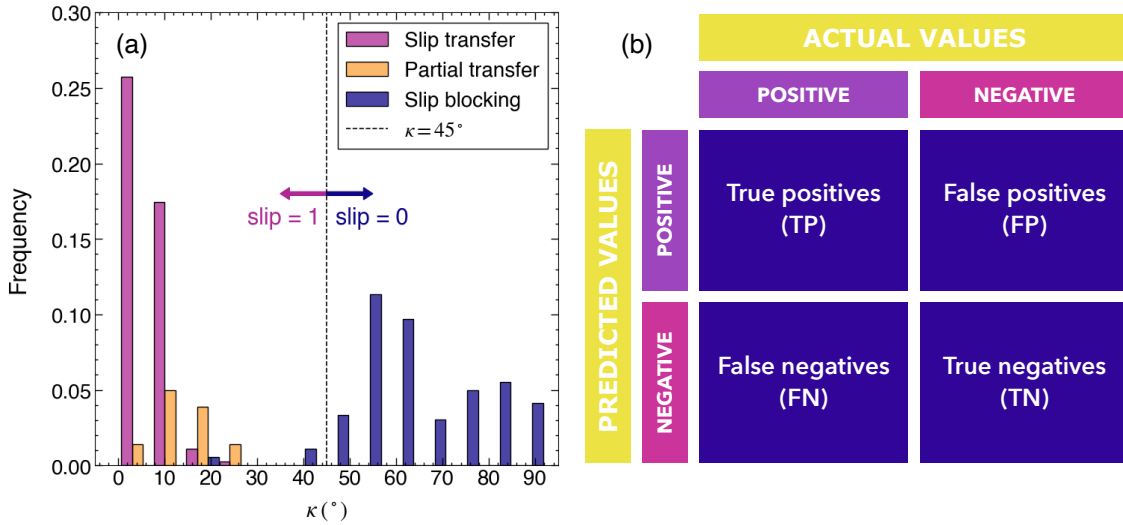 (a)
Slip transfer
Partial transfer
Slip blocking
κ = 45°
slip = 1
slip = 0
Frequency
0.30
0.25
0.20
0.15
0.10
0.05
0.00
0 10 20 30 40 50 60 70 80 90
κ (°)
(b)
ACTUAL VALUES
POSITIVE
NEGATIVE
PREDICTED VALUES
POSITIVE
True positives
(TP)
False positives
(FP)
NEGATIVE
False negatives
(FN)
True negatives
(TN)